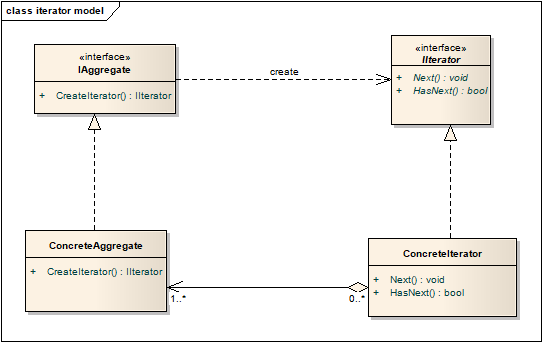 class iterator model
«interface»
IAggregate
+ CreateIterator() : IIterator
create
«interface»
IIterator
+ Next() : void
+ HasNext() : bool
ConcreteAggregate
+ CreateIterator() : IIterator
1..*
0..*
ConcreteIterator
+ Next() : void
+ HasNext() : bool